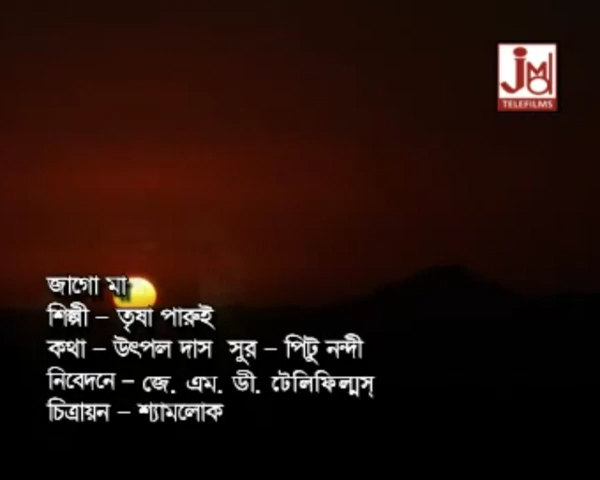 JMd
TELEFILMS
জাগো মা
শিল্পী – তৃষা পারুই
কথা – উৎপল দাস সুর – পিটু নন্দী
নিবেদনে – জে. এম. ডী. টেলিফিল্মস্
চিত্রায়ন – শ্যামলোক